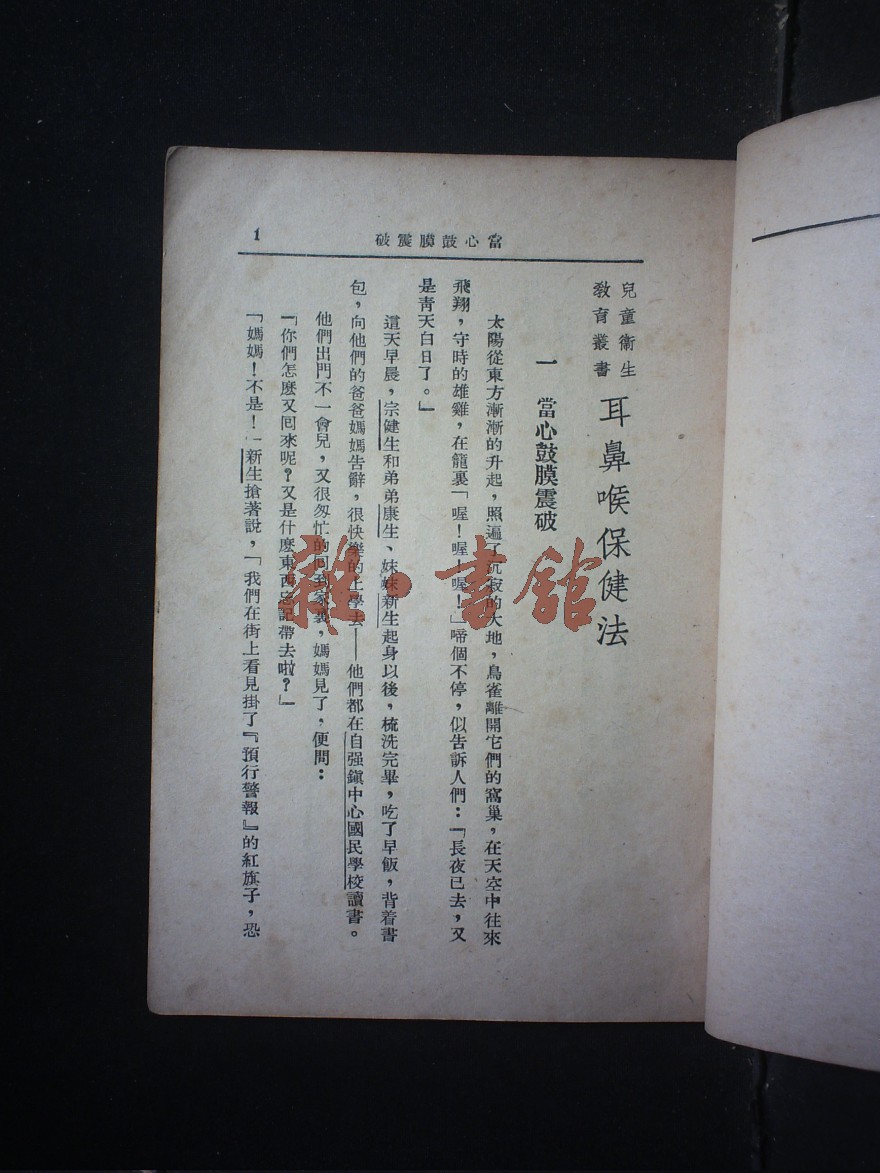 當心鼓膜震破
1
兒童衞生
教育叢書
耳鼻喉保健法
一　當心鼓膜震破
太陽從東方漸漸的升起，照遍了沉寂的大地，鳥雀離開它們的窩巢，在天空中往來
飛翔，守時的雄雞，在籠裏「喔！喔！喔！」啼個不停，似告訴人們：「長夜已去，又
是靑天白日了。」
這天早晨，宗健生和弟弟康生、妹妹新生起身以後，梳洗完畢，吃了早飯，背着書
包，向他們的爸爸媽媽告辭，很快樂的上學去——他們都在自强鎭中心國民學校讀書。
他們出門不一會兒，又很匆忙的回到家裏，媽媽見了，便問：
「你們怎麽又囘來呢？又是什麽東西忘記帶去啦？」
「媽媽！不是！」新生搶著說，「我們在街上看見掛了『預行警報』的紅旗子，恐
雜·書館